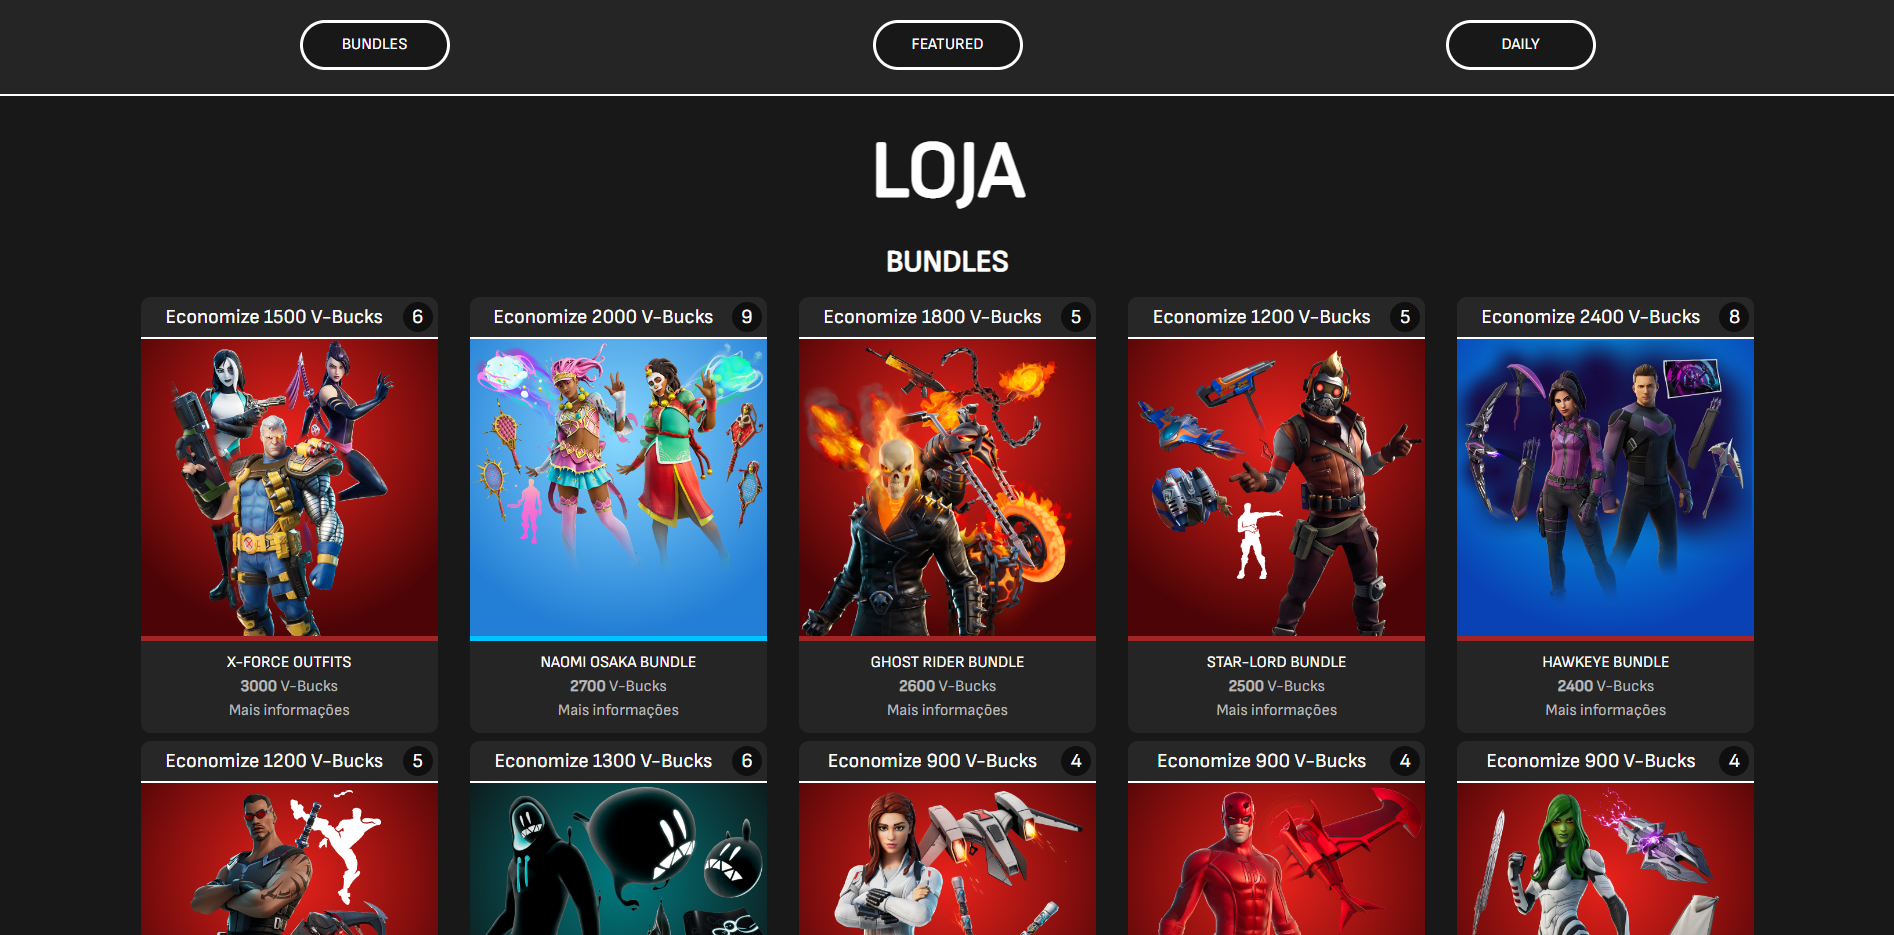 BUNDLES
FEATURED
DAILY
LOJA
BUNDLES
Economize 1500 V-Bucks 6
Economize 2000 V-Bucks 9
Economize 1800 V-Bucks 5
Economize 1200 V-Bucks 5
Economize 2400 V-Bucks 8
X-FORCE OUTFITS
3000 V-Bucks
Mais informações
NAOMI OSAKA BUNDLE
2700 V-Bucks
Mais informações
GHOST RIDER BUNDLE
2600 V-Bucks
Mais informações
STAR-LORD BUNDLE
2500 V-Bucks
Mais informações
HAWKEYE BUNDLE
2400 V-Bucks
Mais informações
Economize 1200 V-Bucks 5
Economize 1300 V-Bucks 6
Economize 900 V-Bucks 4
Economize 900 V-Bucks 4
Economize 900 V-Bucks 4